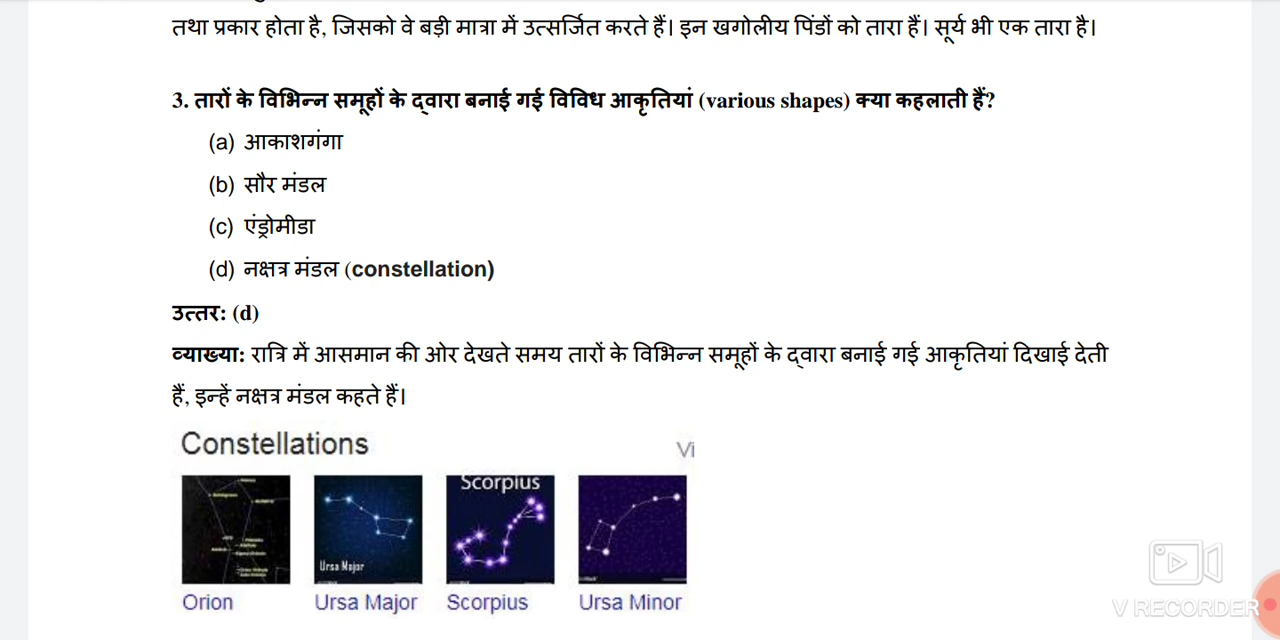 तथा प्रकार होता है, जिसको वे बड़ी मात्रा में उत्सर्जित करते हैं। इन खगोलीय पिंडों को तारा हैं। सूर्य भी एक तारा है।
3. तारों के विभिन्न समूहों के द्वारा बनाई गई विविध आकृतियां (various shapes) क्या कहलाती हैं?
(a) आकाशगंगा
(b) सौर मंडल
(c) एंड्रोमीडा
(d) नक्षत्र मंडल (constellation)
उत्तर: (d)
व्याख्या: रात्रि में आसमान की ओर देखते समय तारों के विभिन्न समूहों के द्वारा बनाई गई आकृतियां दिखाई देती
हैं, इन्हें नक्षत्र मंडल कहते हैं।
Constellations Vi
Scorpius
Ursa Major
Orion Ursa Major Scorpius Ursa Minor
V RECORDER